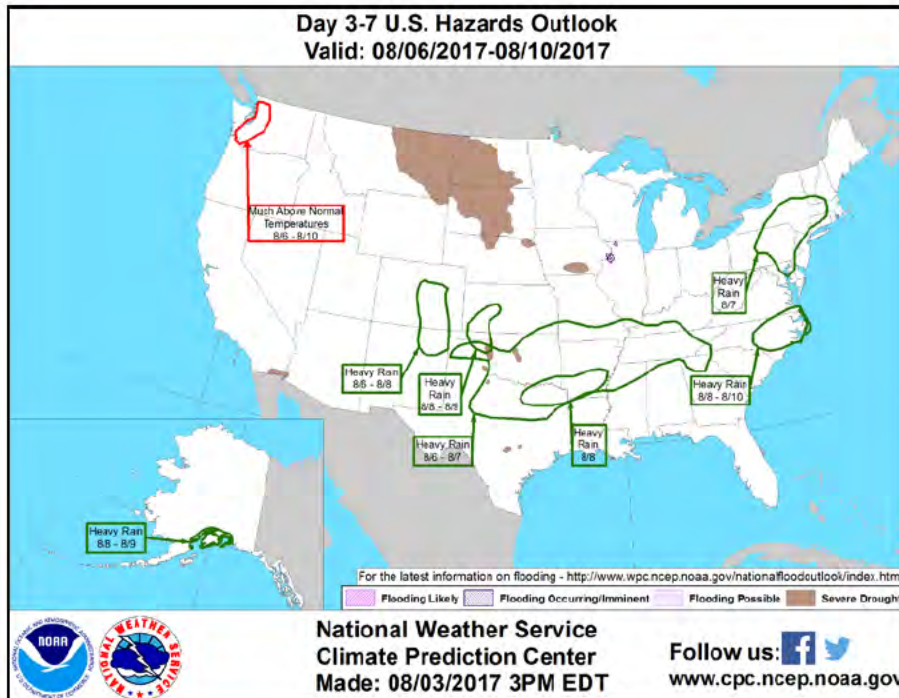 Day 3-7 U.S. Hazards Outlook
Valid: 08/06/2017-08/10/2017
Much Above Normal
Temperatures
8/6 - 8/10
Heavy
Rain
8/7
Heavy Rain
8/6 - 8/8
Heavy
Rain
Heavy Rain
8/8 - 8/10
Heavy Rain
8/6 - 8/7
Heavy
Rain
8/8
Heavy Rain
8/8 - 8/9
For the latest information on flooding - http://www.wpc.ncep.noaa.gov/nationalfloodoutlook/index.htm
Flooding Likely
Flooding Occurring/Imminent
Flooding Possible
Severe Drought
NOAA
NATIONAL WEATHER SERVICE
National Weather Service
Climate Prediction Center
Made: 08/03/2017 3PM EDT
Follow us:
www.cpc.ncep.noaa.gov